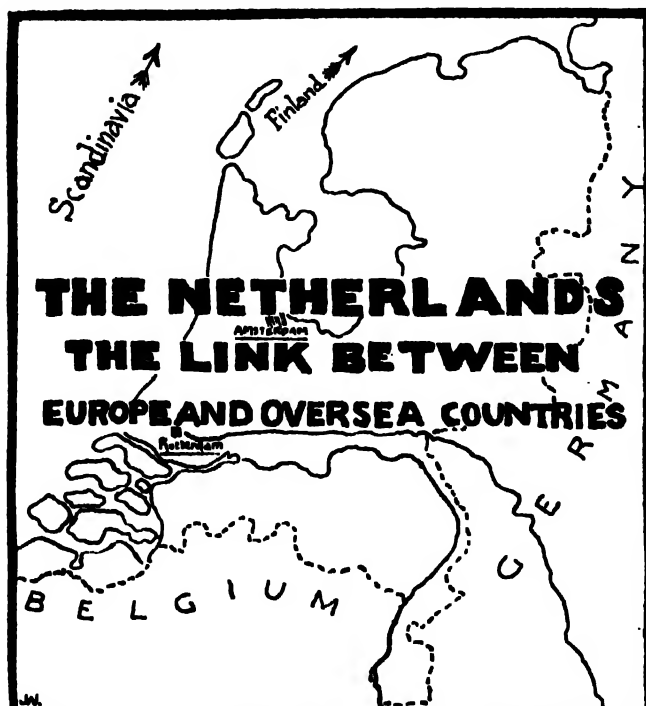 Scandinavia
Finland
THE NETHERLANDS
AMSTERDAM
THE LINK BETWEEN
EUROPE AND OVERSEA COUNTRIES
Rotterdam
GERMANY
BELGIUM
J.W.